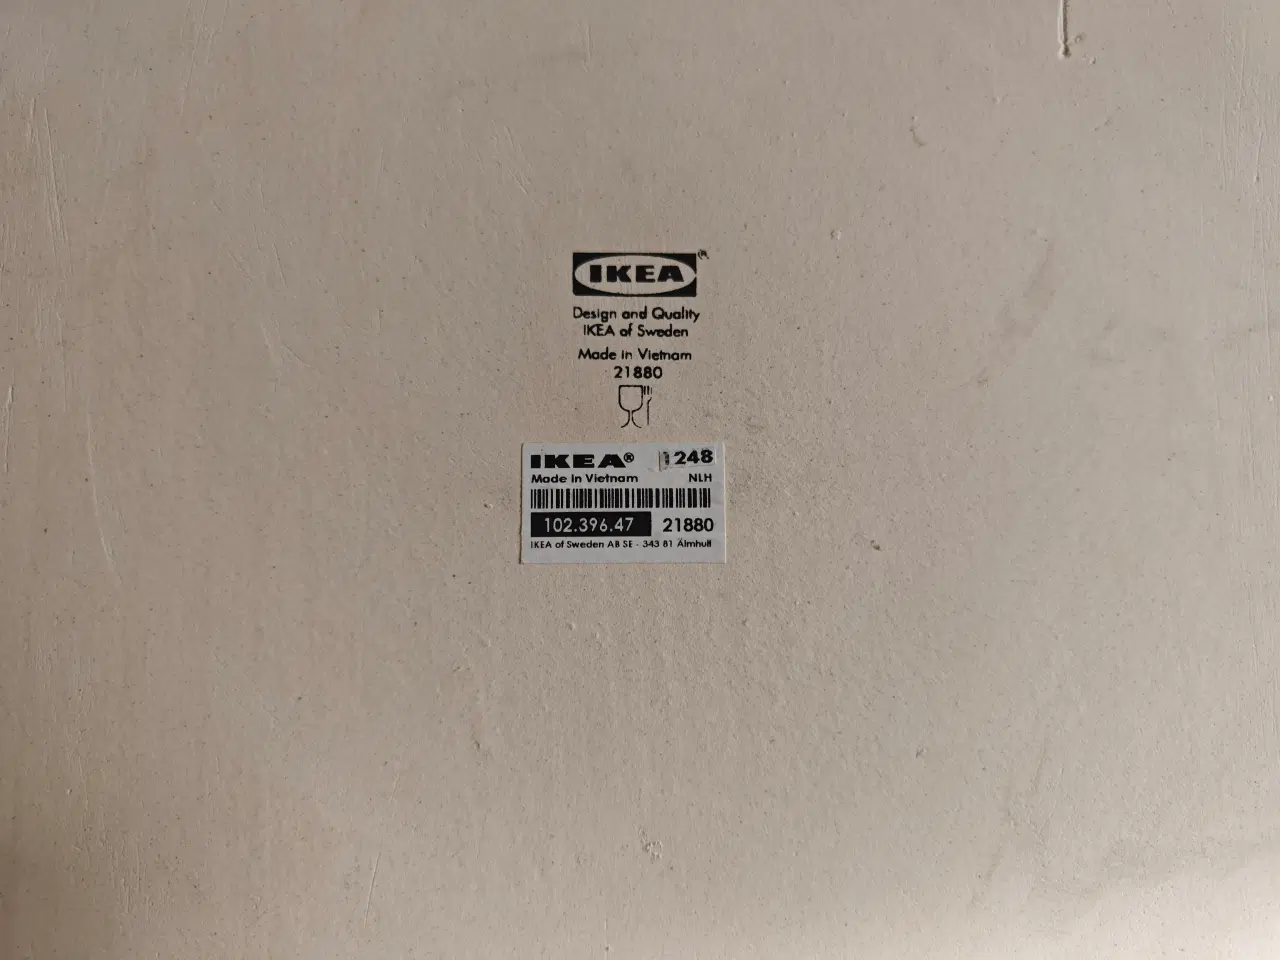 IKEA®
Design and Quality
IKEA of Sweden
Made in Vietnam
21880
IKEA® 1248
Made in Vietnam NLH
102.396.47 21880
IKEA of Sweden AB SE - 343 81 Älmhult